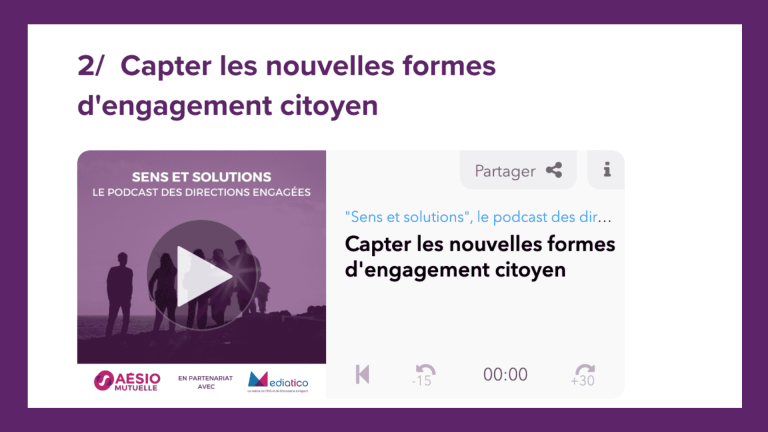 2/ Capter les nouvelles formes
d'engagement citoyen
SENS ET SOLUTIONS
LE PODCAST DES DIRECTIONS ENGAGÉES
AÉSIO
MUTUELLE
EN PARTENARIAT
AVEC
Mediatico
Partager
i
"Sens et solutions", le podcast des dir...
Capter les nouvelles formes
d'engagement citoyen
-15
00:00
+30